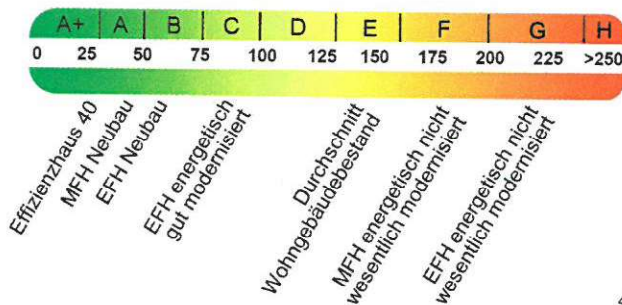 A+ A B C D E F G H
0 25 50 75 100 125 150 175 200 225 >250
Effizienzhaus 40
MFH Neubau
EFH Neubau
EFH energetisch
gut modernisiert
Durchschnitt
Wohngebäudebestand
MFH energetisch nicht
wesentlich modernisiert
EFH energetisch nicht
wesentlich modernisiert